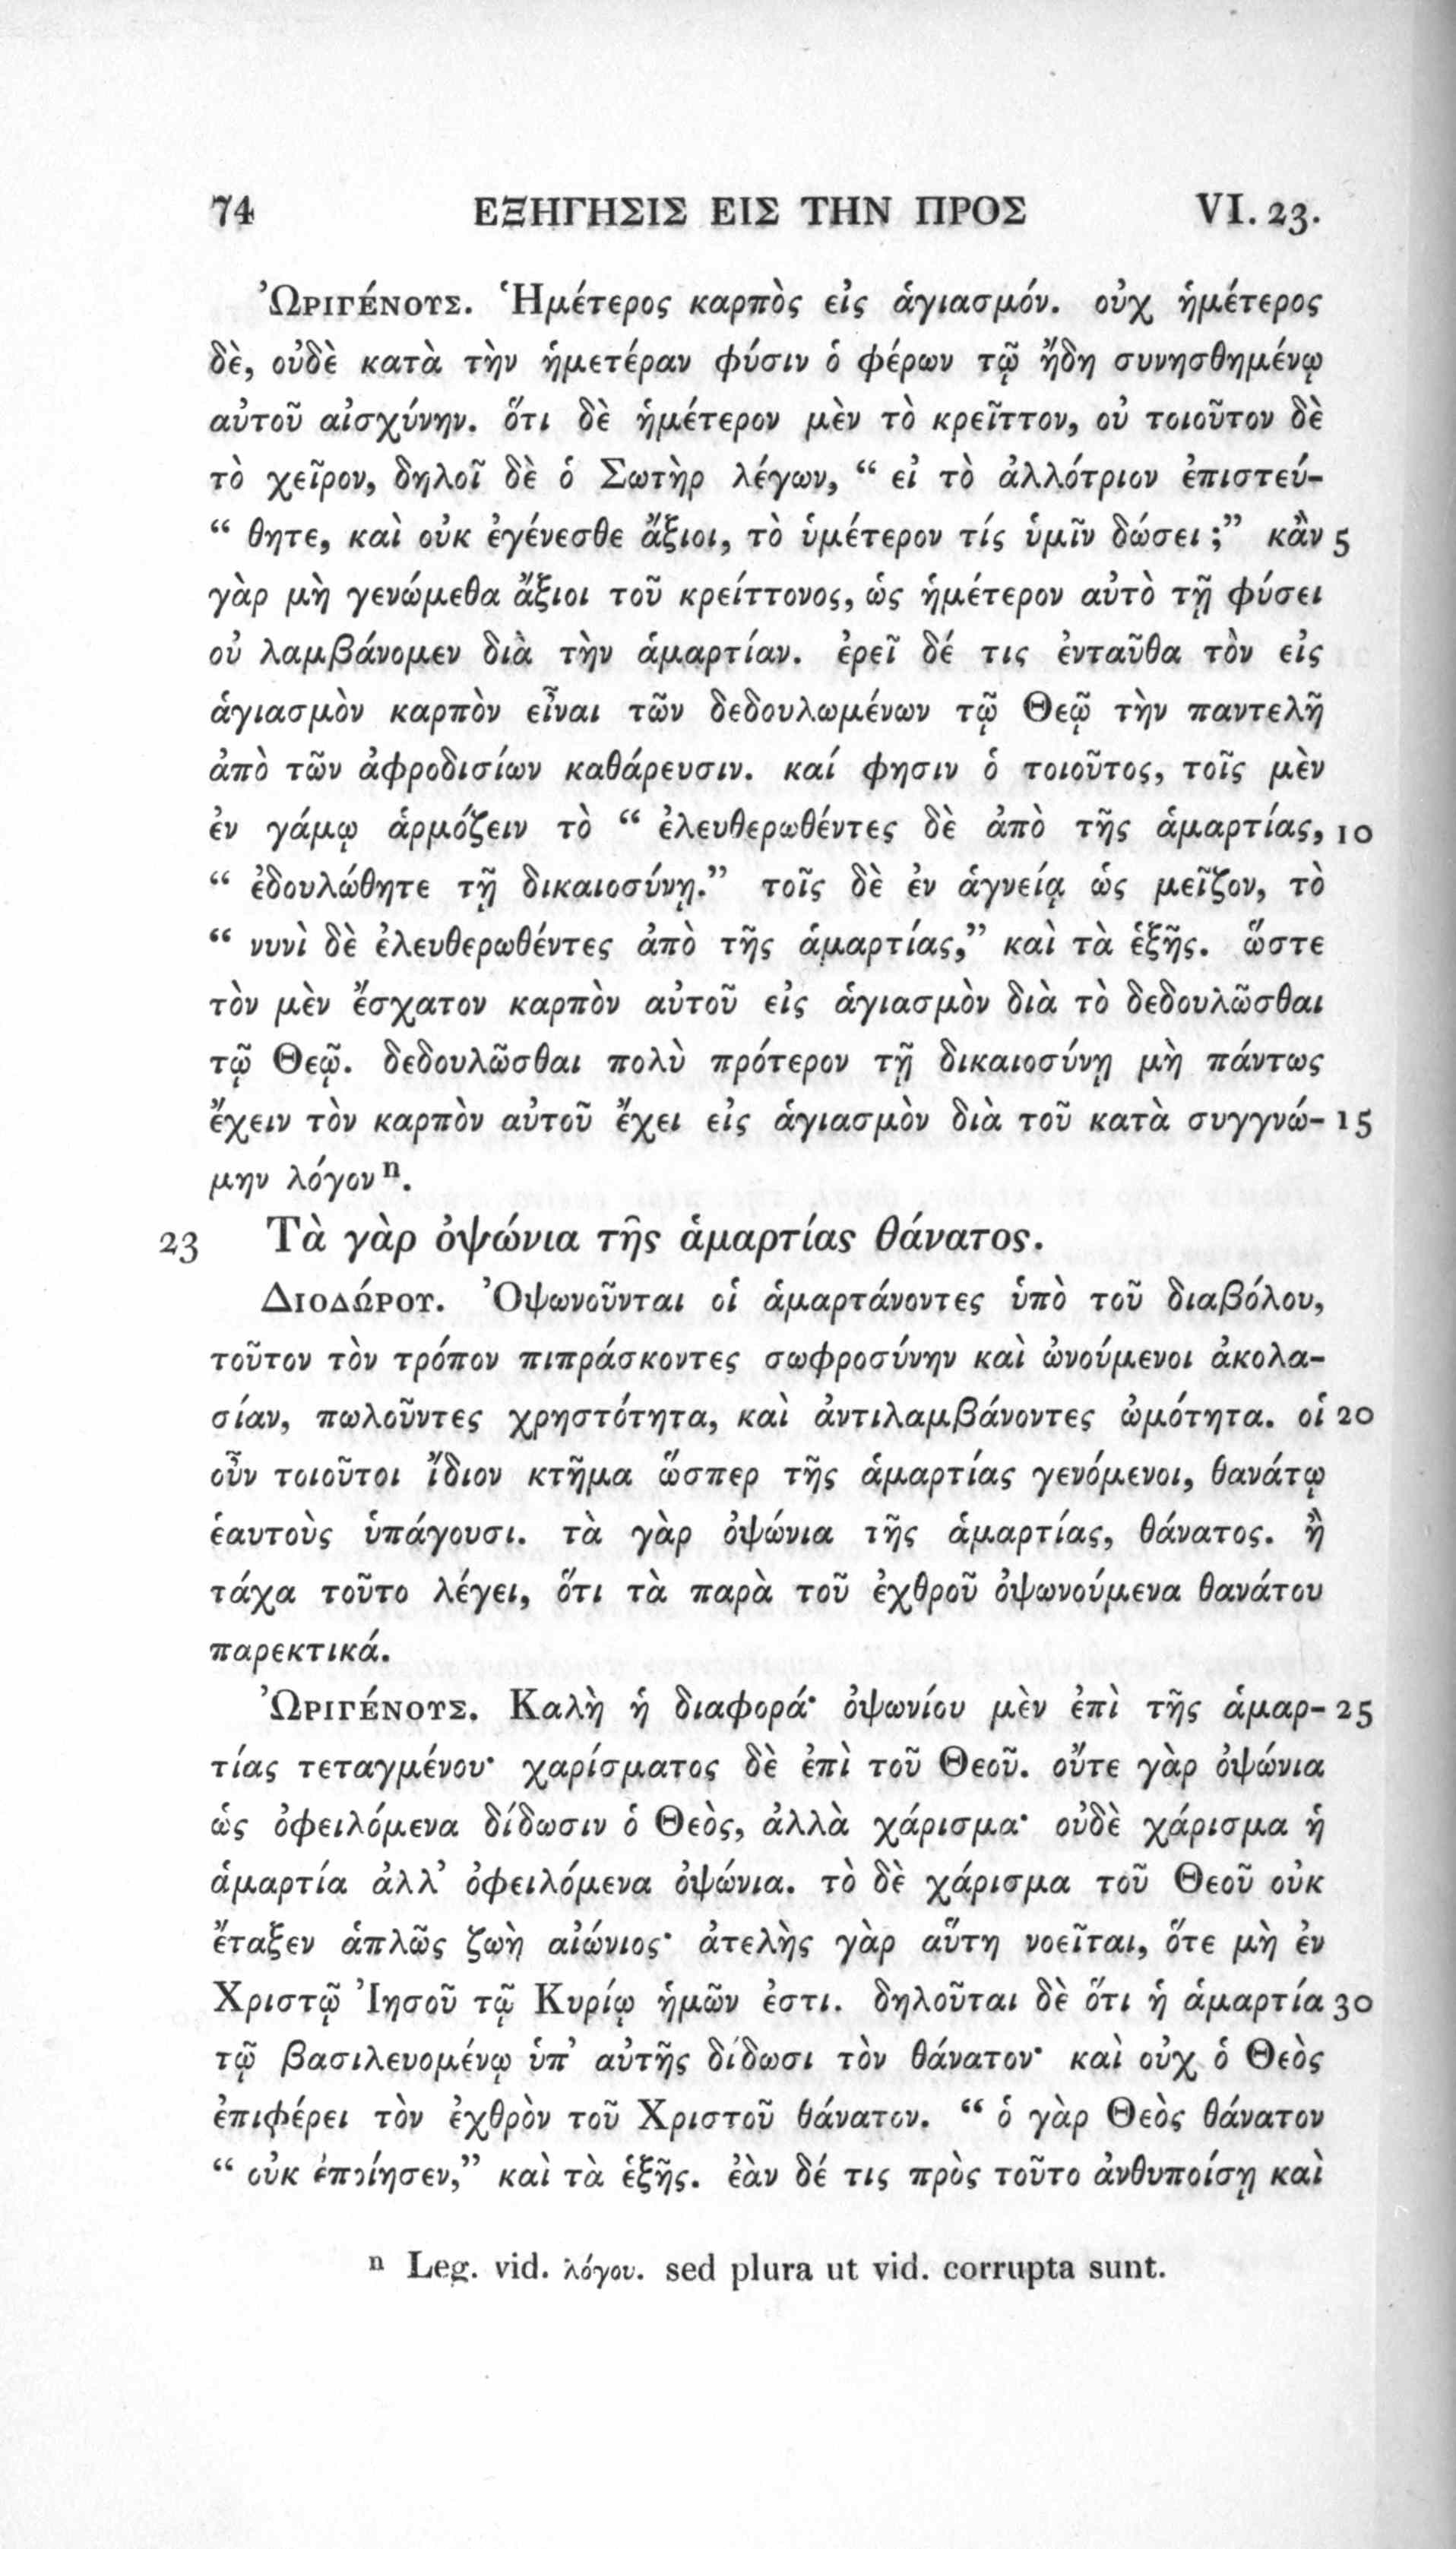 74 ΕΞΗΓΗΣΙΣ ΕΙΣ ΤΗΝ ΠΡΟΣ VI. 23.
Ὠριγένους. Ἡμέτερος καρπὸς εἰς ἁγιασμόν. οὐχ ἡμέτερος
δὲ, οὐδὲ κατὰ τὴν ἡμετέραν φύσιν ὁ φέρων τῷ ἤδη συνησθημένῳ
αὐτοῦ αἰσχύνην. ὅτι δὲ ἡμέτερον μὲν τὸ κρεῖττον, οὐ τοιοῦτον δὲ
τὸ χεῖρον, δηλοῖ δὲ ὁ Σωτὴρ λέγων, “ εἰ τὸ ἀλλότριον ἐπιστεύ-
“ θητε, καὶ οὐκ ἐγένεσθε ἄξιοι, τὸ ὑμέτερον τίς ὑμῖν δώσει ;” κἂν 5
γὰρ μὴ γενώμεθα ἄξιοι τοῦ κρείττονος, ὡς ἡμέτερον αὐτὸ τῇ φύσει
οὐ λαμβάνομεν διὰ τὴν ἁμαρτίαν. ἐρεῖ δέ τις ἐνταῦθα τὸν εἰς
ἁγιασμὸν καρπὸν εἶναι τῶν δεδουλωμένων τῷ Θεῷ τὴν παντελῆ
ἀπὸ τῶν ἀφροδισίων καθάρευσιν. καί φησιν ὁ τοιοῦτος, τοῖς μὲν
ἐν γάμῳ ἁρμόζειν τὸ “ ἐλευθερωθέντες δὲ ἀπὸ τῆς ἁμαρτίας, 10
“ ἐδουλώθητε τῇ δικαιοσύνῃ.” τοῖς δὲ ἐν ἁγνείᾳ ὡς μεῖζον, τὸ
“ νυνὶ δὲ ἐλευθερωθέντες ἀπὸ τῆς ἁμαρτίας,” καὶ τὰ ἑξῆς. ὥστε
τὸν μὲν ἔσχατον καρπὸν αὐτοῦ εἰς ἁγιασμὸν διὰ τὸ δεδουλῶσθαι
τῷ Θεῷ. δεδουλῶσθαι πολὺ πρότερον τῇ δικαιοσύνῃ μὴ πάντως
ἔχειν τὸν καρπὸν αὐτοῦ ἔχει εἰς ἁγιασμὸν διὰ τοῦ κατὰ συγγνώ- 15
μην λόγον ⁿ.
23 Τὰ γὰρ ὀψώνια τῆς ἁμαρτίας θάνατος.
Διοδώρου. Ὀψωνοῦνται οἱ ἁμαρτάνοντες ὑπὸ τοῦ διαβόλου,
τοῦτον τὸν τρόπον πιπράσκοντες σωφροσύνην καὶ ὠνούμενοι ἀκολα-
σίαν, πωλοῦντες χρηστότητα, καὶ ἀντιλαμβάνοντες ὠμότητα. οἱ 20
οὖν τοιοῦτοι ἴδιον κτῆμα ὥσπερ τῆς ἁμαρτίας γενόμενοι, θανάτῳ
ἑαυτοὺς ὑπάγουσι. τὰ γὰρ ὀψώνια τῆς ἁμαρτίας, θάνατος. ἢ
τάχα τοῦτο λέγει, ὅτι τὰ παρὰ τοῦ ἐχθροῦ ὀψωνούμενα θανάτου
παρεκτικά.
Ὠριγένους. Καλὴ ἡ διαφορά· ὀψωνίου μὲν ἐπὶ τῆς ἁμαρ- 25
τίας τεταγμένου· χαρίσματος δὲ ἐπὶ τοῦ Θεοῦ. οὔτε γὰρ ὀψώνια
ὡς ὀφειλόμενα δίδωσιν ὁ Θεὸς, ἀλλὰ χάρισμα· οὐδὲ χάρισμα ἡ
ἁμαρτία ἀλλ’ ὀφειλόμενα ὀψώνια. τὸ δὲ χάρισμα τοῦ Θεοῦ οὐκ
ἔταξεν ἁπλῶς ζωὴ αἰώνιος· ἀτελὴς γὰρ αὕτη νοεῖται, ὅτε μὴ ἐν
Χριστῷ Ἰησοῦ τῷ Κυρίῳ ἡμῶν ἐστι. δηλοῦται δὲ ὅτι ἡ ἁμαρτία 30
τῷ βασιλευομένῳ ὑπ’ αὐτῆς δίδωσι τὸν θάνατον· καὶ οὐχ ὁ Θεὸς
ἐπιφέρει τὸν ἐχθρὸν τοῦ Χριστοῦ θάνατον. “ ὁ γὰρ Θεὸς θάνατον
“ οὐκ ἐποίησεν,” καὶ τὰ ἑξῆς. ἐὰν δέ τις πρὸς τοῦτο ἀνθυποίσῃ καὶ
ⁿ Leg. vid. λόγου. sed plura ut vid. corrupta sunt.